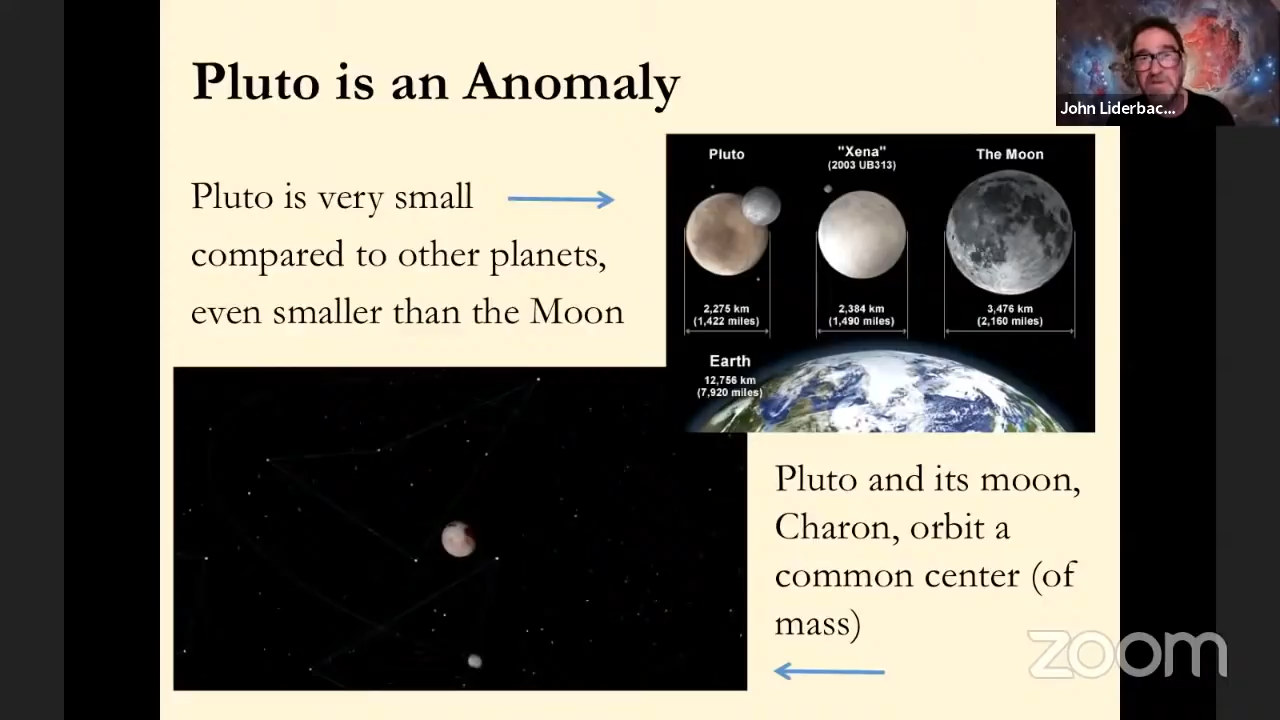 Pluto is an Anomaly
John Liderbac...
Pluto is very small
compared to other planets,
even smaller than the Moon
Pluto
"Xena"
(2003 UB313)
The Moon
2,275 km
(1,422 miles)
2,384 km
(1,490 miles)
3,476 km
(2,160 miles)
Earth
12,756 km
(7,920 miles)
Pluto and its moon,
Charon, orbit a
common center (of
mass)
zoom